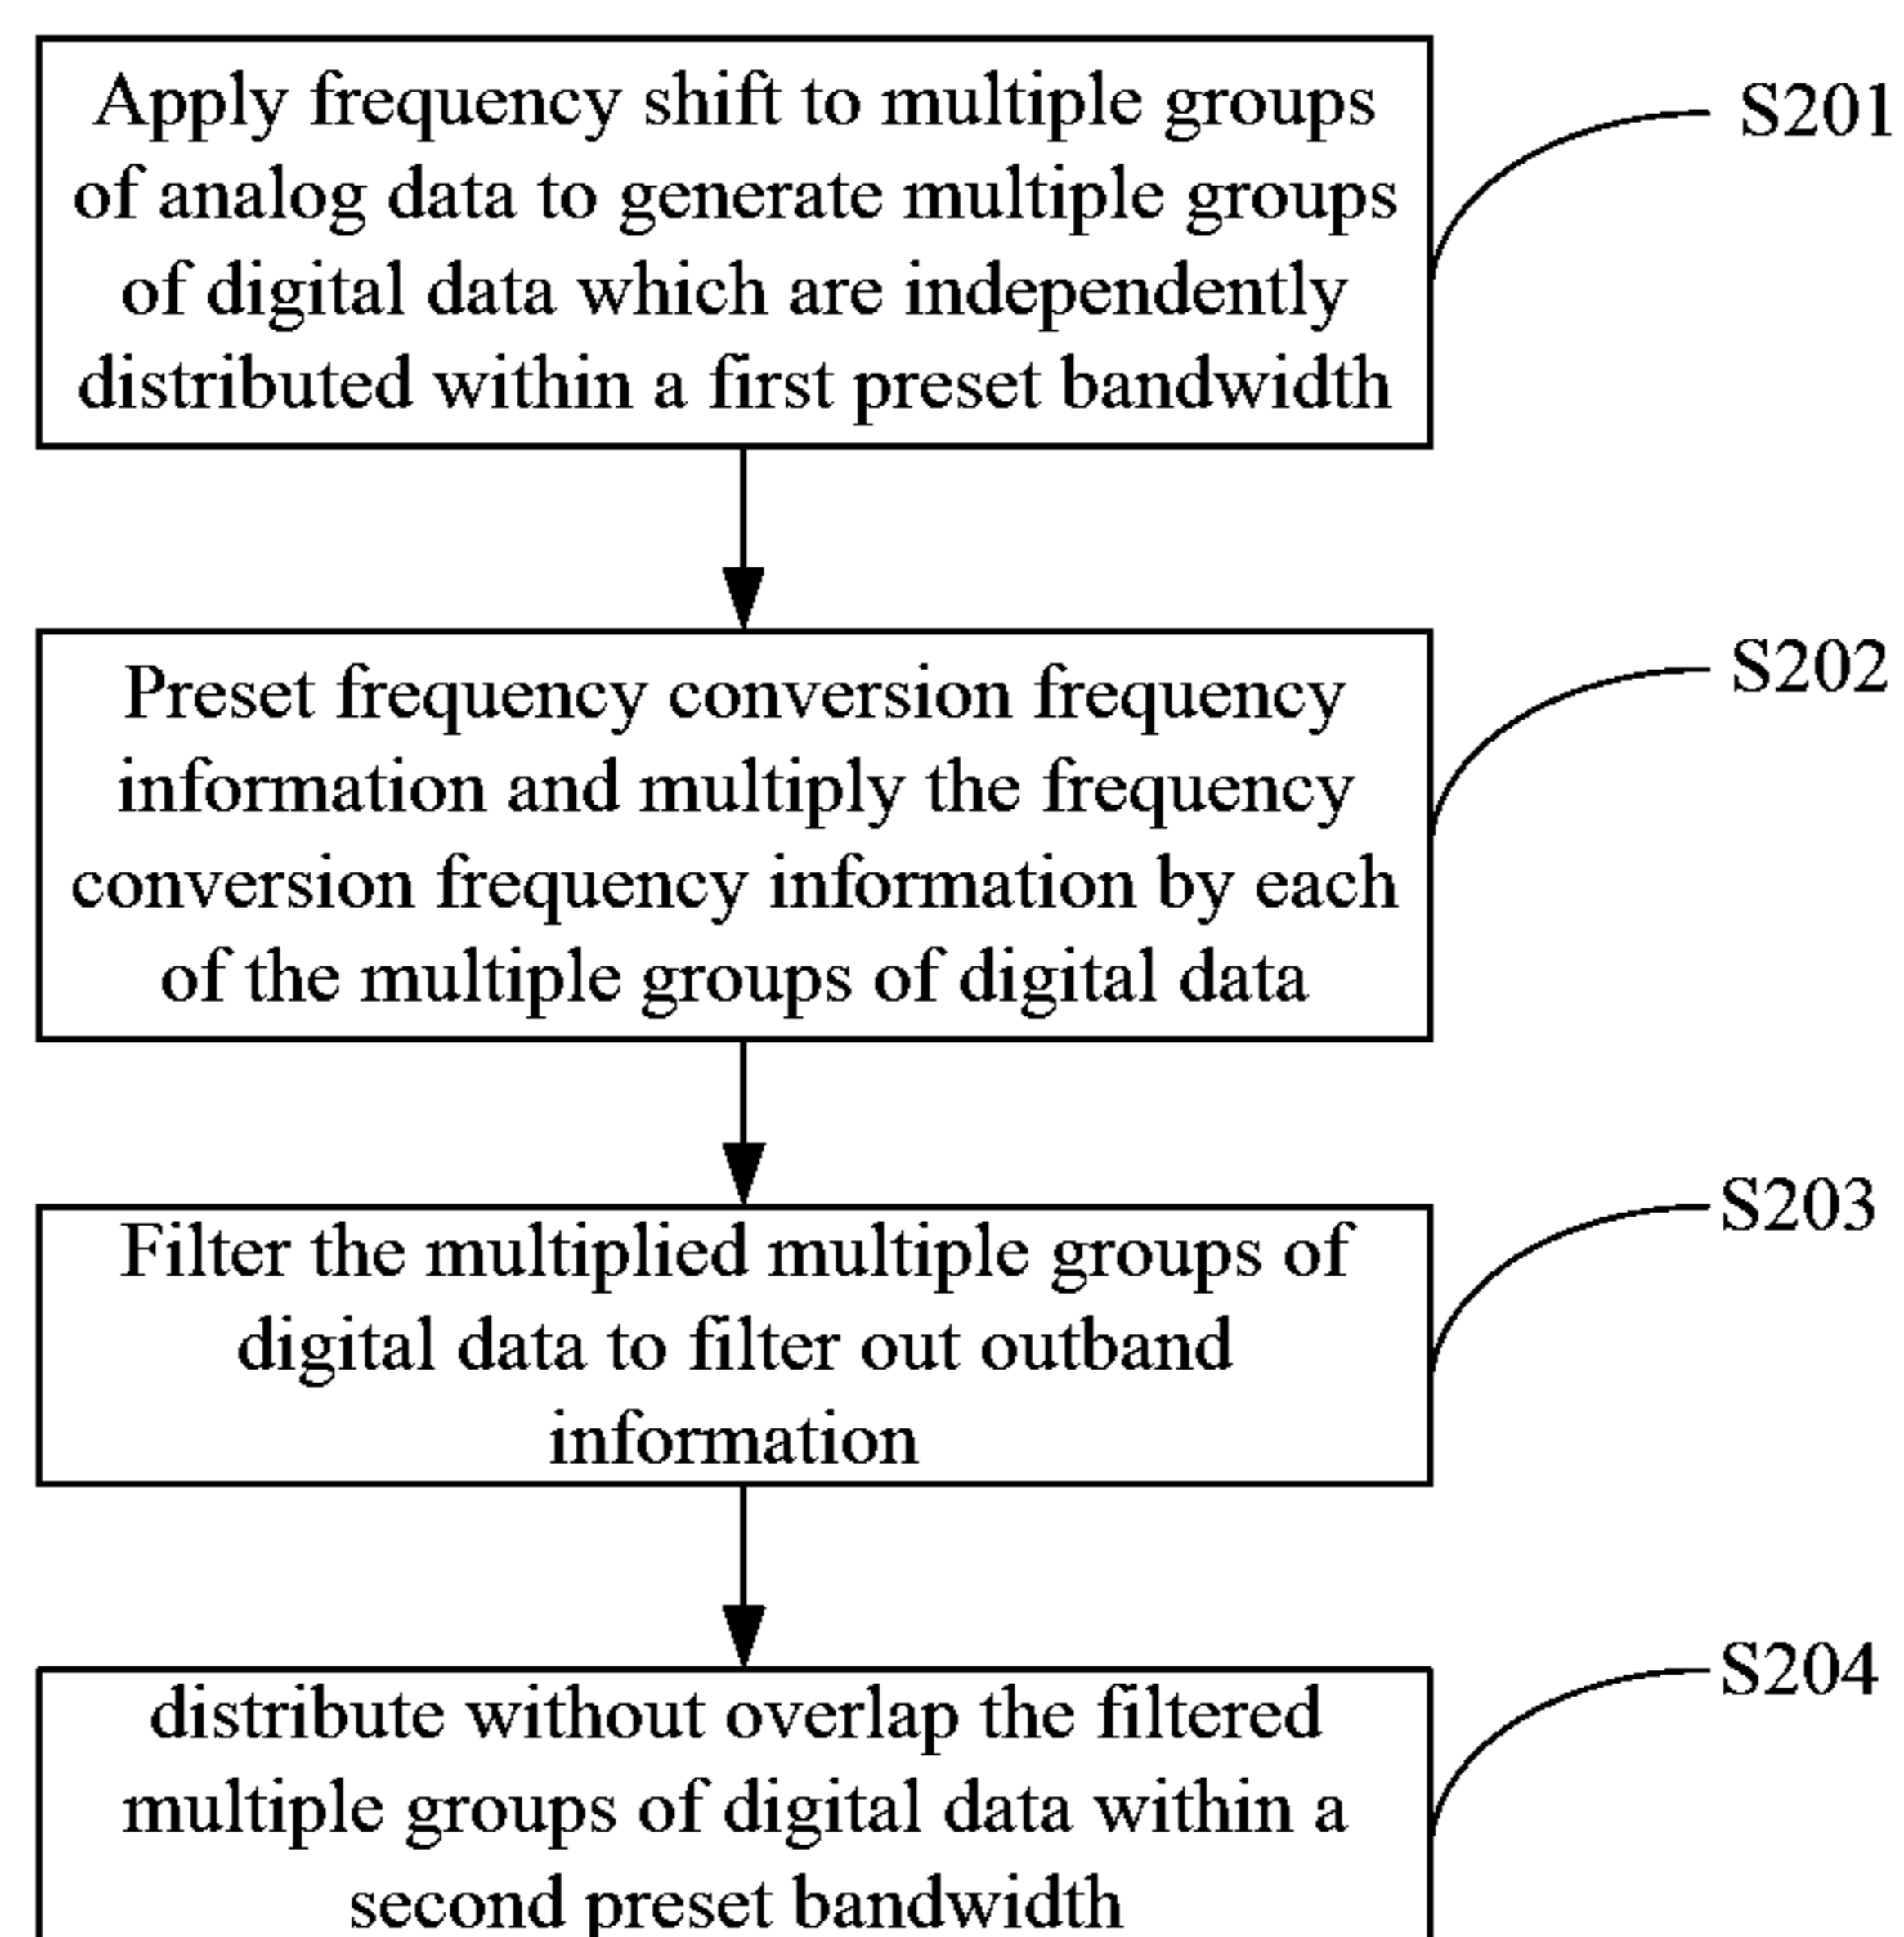 Apply frequency shift to multiple groups
of analog data to generate multiple groups
of digital data which are independently
distributed within a first preset bandwidth
S201
Preset frequency conversion frequency
information and multiply the frequency
conversion frequency information by each
of the multiple groups of digital data
S202
Filter the multiplied multiple groups of
digital data to filter out outband
information
S203
distribute without overlap the filtered
multiple groups of digital data within a
second preset bandwidth
S204